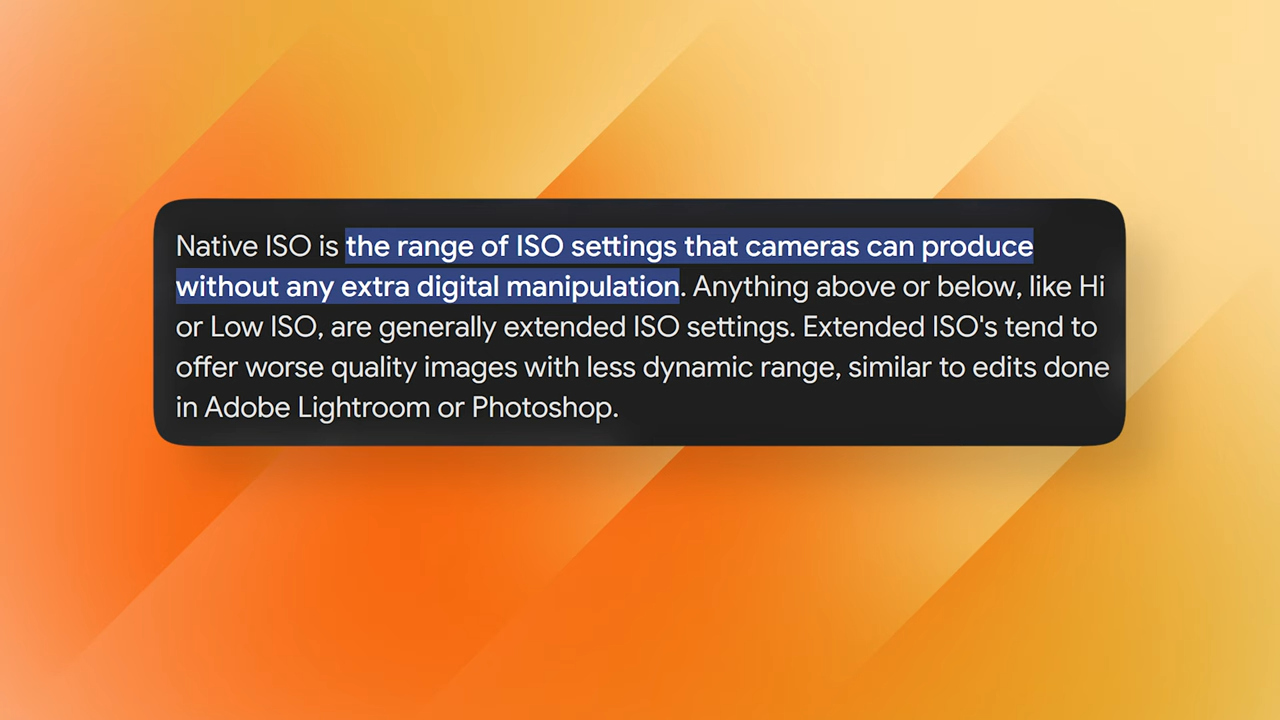 Native ISO is the range of ISO settings that cameras can produce
without any extra digital manipulation. Anything above or below, like Hi
or Low ISO, are generally extended ISO settings. Extended ISO's tend to
offer worse quality images with less dynamic range, similar to edits done
in Adobe Lightroom or Photoshop.